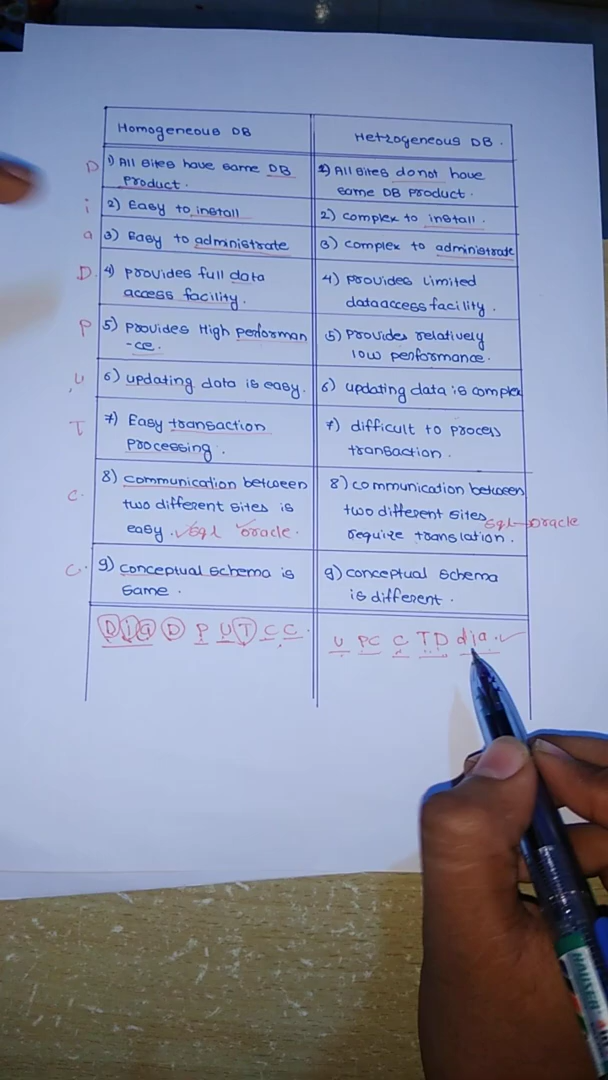 Homogeneous DB
Hetrogeneous DB.
D
1) All sites have same DB
product.
1) All sites do not have
same DB product.
i
2) Easy to install
2) complex to install.
a
3) Easy to administrate
3) complex to administrate
D.
4) provides full data
access facility.
4) provides Limited
data access facility.
P
5) provides High performan
-ce.
5) provides relatively
low performance.
U
6) updating data is easy.
6) updating data is complex
T
7) Easy transaction
processing.
7) difficult to process
transaction.
C.
8) communication between
two different sites is
easy. ✓sql ✓oracle.
8) communication between
two different sites sql→oracle
require translation.
C.
9) conceptual schema is
same.
9) conceptual schema
is different.
D i a D P U T C C.
U PC C T D dia. ✓
HAUSER